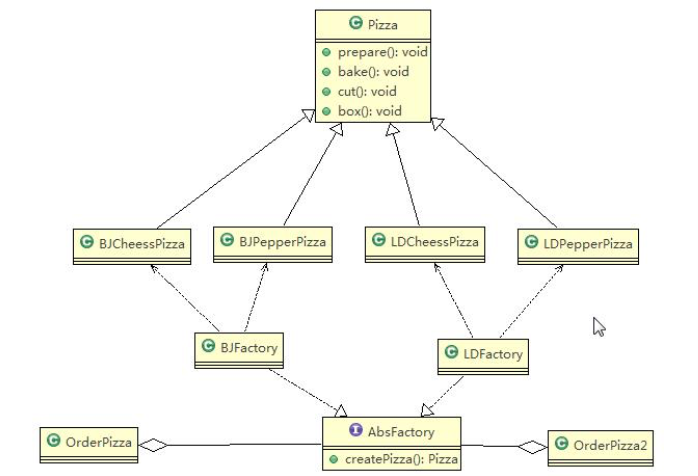 C Pizza
prepare(): void
bake(): void
cut(): void
box(): void
C BJCheessPizza
C BJPepperPizza
C LDCheessPizza
C LDPepperPizza
C BJFactory
C LDFactory
C OrderPizza
I AbsFactory
createPizza(): Pizza
C OrderPizza2